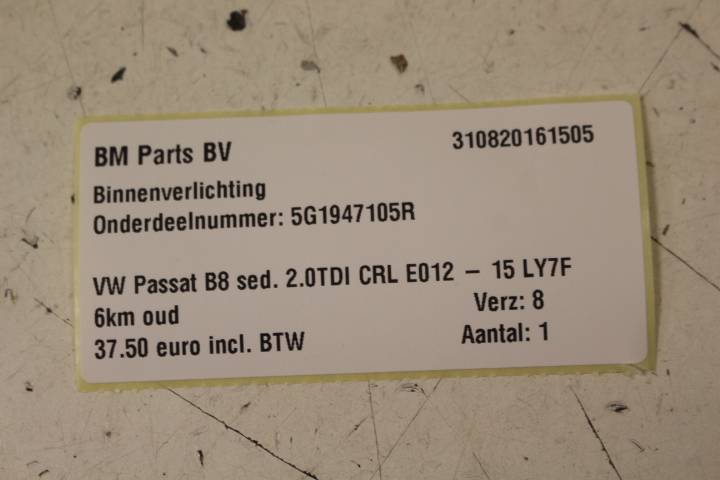 BM Parts BV 310820161505
Binnenverlichting
Onderdeelnummer: 5G1947105R
VW Passat B8 sed. 2.0TDI CRL E012 – 15 LY7F
6km oud Verz: 8
37.50 euro incl. BTW Aantal: 1